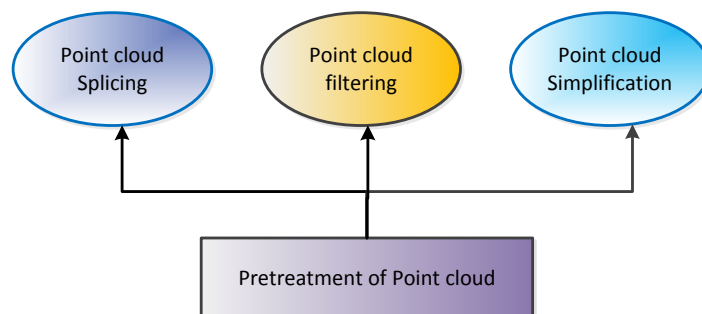 Point cloud
Splicing
Point cloud
filtering
Point cloud
Simplification
Pretreatment of Point cloud